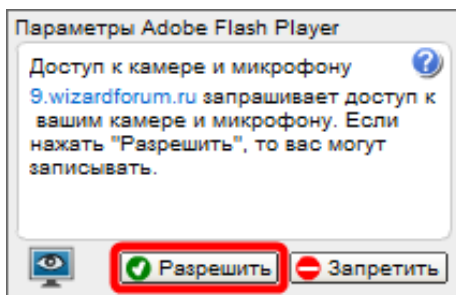 Параметры Adobe Flash Player
Доступ к камере и микрофону
9.wizardforum.ru запрашивает доступ к
вашим камере и микрофону. Если
нажать "Разрешить", то вас могут
записывать.
Разрешить Запретить